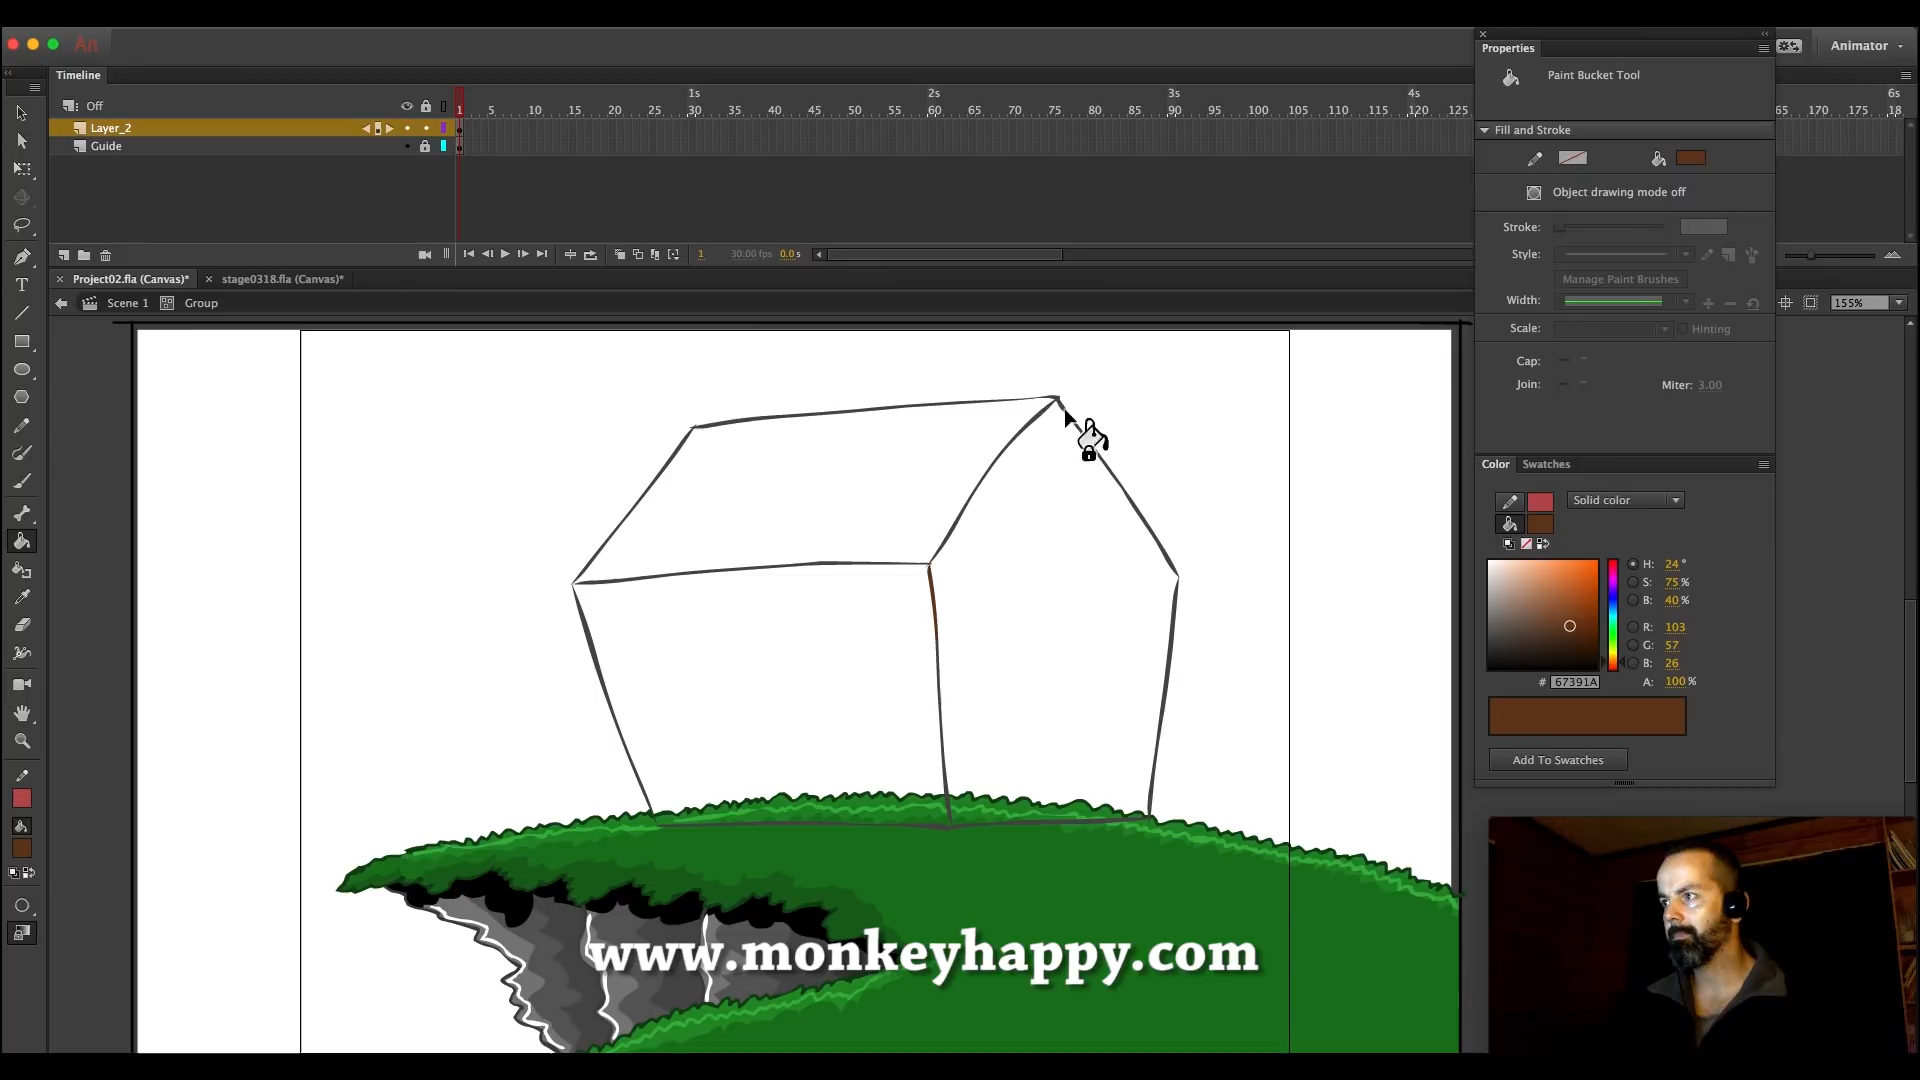 An
Animator
Properties
Paint Bucket Tool
Timeline
Off
1s 2s 3s 4s 6s
1 5 10 15 20 25 30 35 40 45 50 55 60 65 70 75 80 85 90 95 100 105 110 115 120 125 65 170 175 18
Layer_2
Guide
Fill and Stroke
Object drawing mode off
Stroke:
Style:
Manage Paint Brushes
Width:
Scale:
Hinting
Cap:
Join:
Miter: 3.00
1 30.00 fps 0.0 s
Project02.fla (Canvas)*
stage0318.fla (Canvas)*
Scene 1
Group
155%
Color
Swatches
Solid color
H: 24 °
S: 75 %
B: 40 %
R: 103
G: 57
B: 26
# 67391A
A: 100 %
Add To Swatches
www.monkeyhappy.com